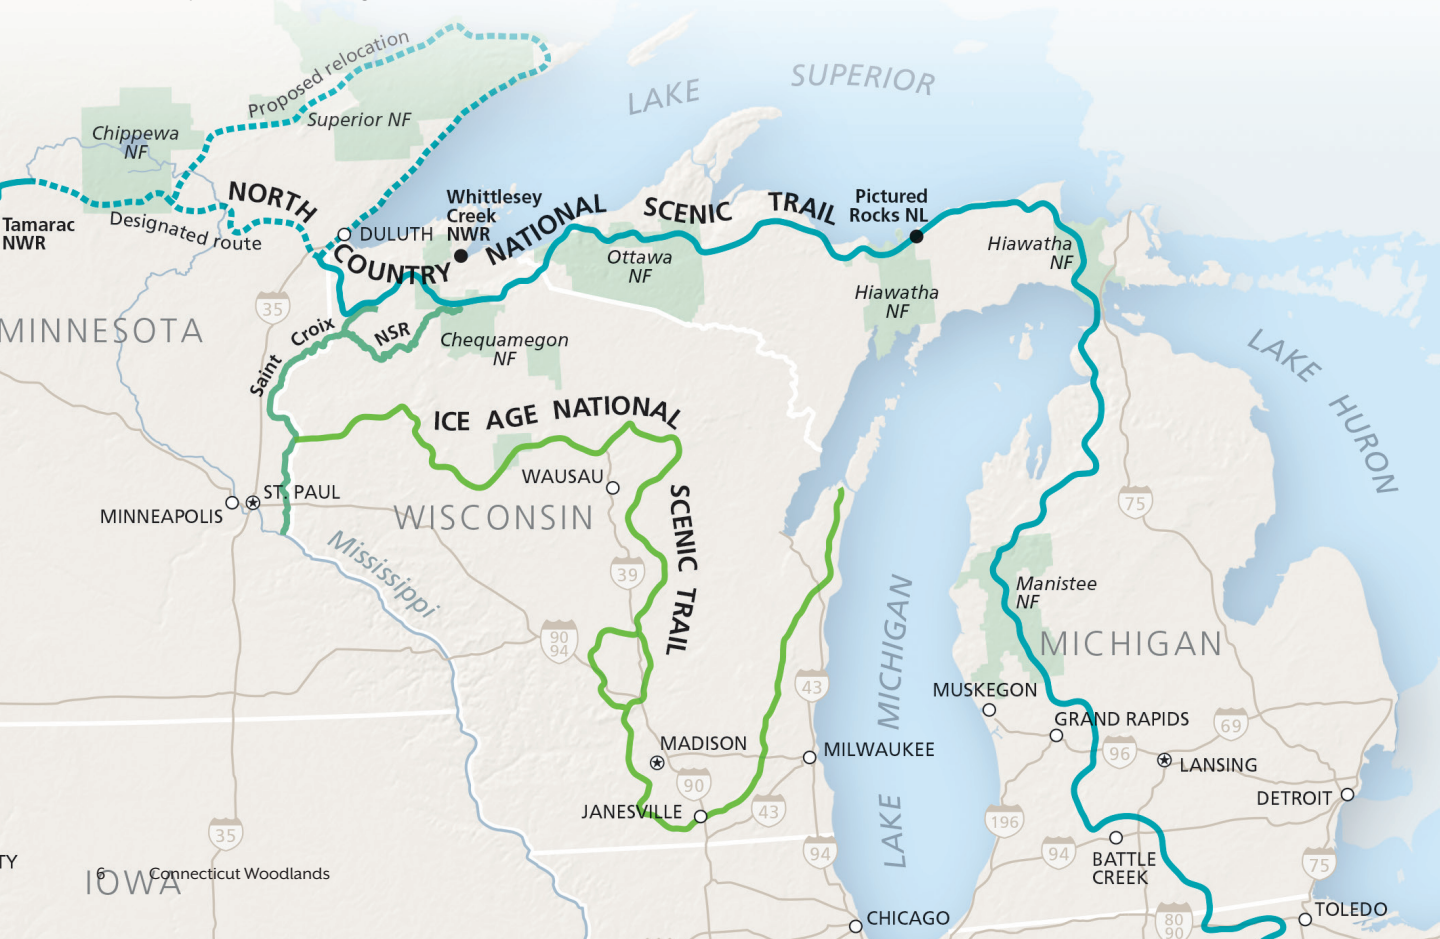 Proposed relocation
LAKE SUPERIOR
Superior NF
Chippewa
NF
NORTH
COUNTRY
NATIONAL
SCENIC
TRAIL
Whittlesey
Creek
NWR
Pictured
Rocks NL
Tamarac
NWR
Designated route
DULUTH
Ottawa
NF
Hiawatha
NF
Hiawatha
NF
35
MINNESOTA
Saint Croix
NSR
Chequamegon
NF
LAKE HURON
ICE AGE NATIONAL
SCENIC TRAIL
WAUSAU
ST. PAUL
MINNEAPOLIS
WISCONSIN
75
Mississippi
39
Manistee
NF
LAKE MICHIGAN
90
94
MICHIGAN
43
MUSKEGON
GRAND RAPIDS
69
MADISON
MILWAUKEE
96
LANSING
90
DETROIT
JANESVILLE
43
196
35
94
94
BATTLE
CREEK
75
TY
IOWA
6 Connecticut Woodlands
CHICAGO
80
90
TOLEDO